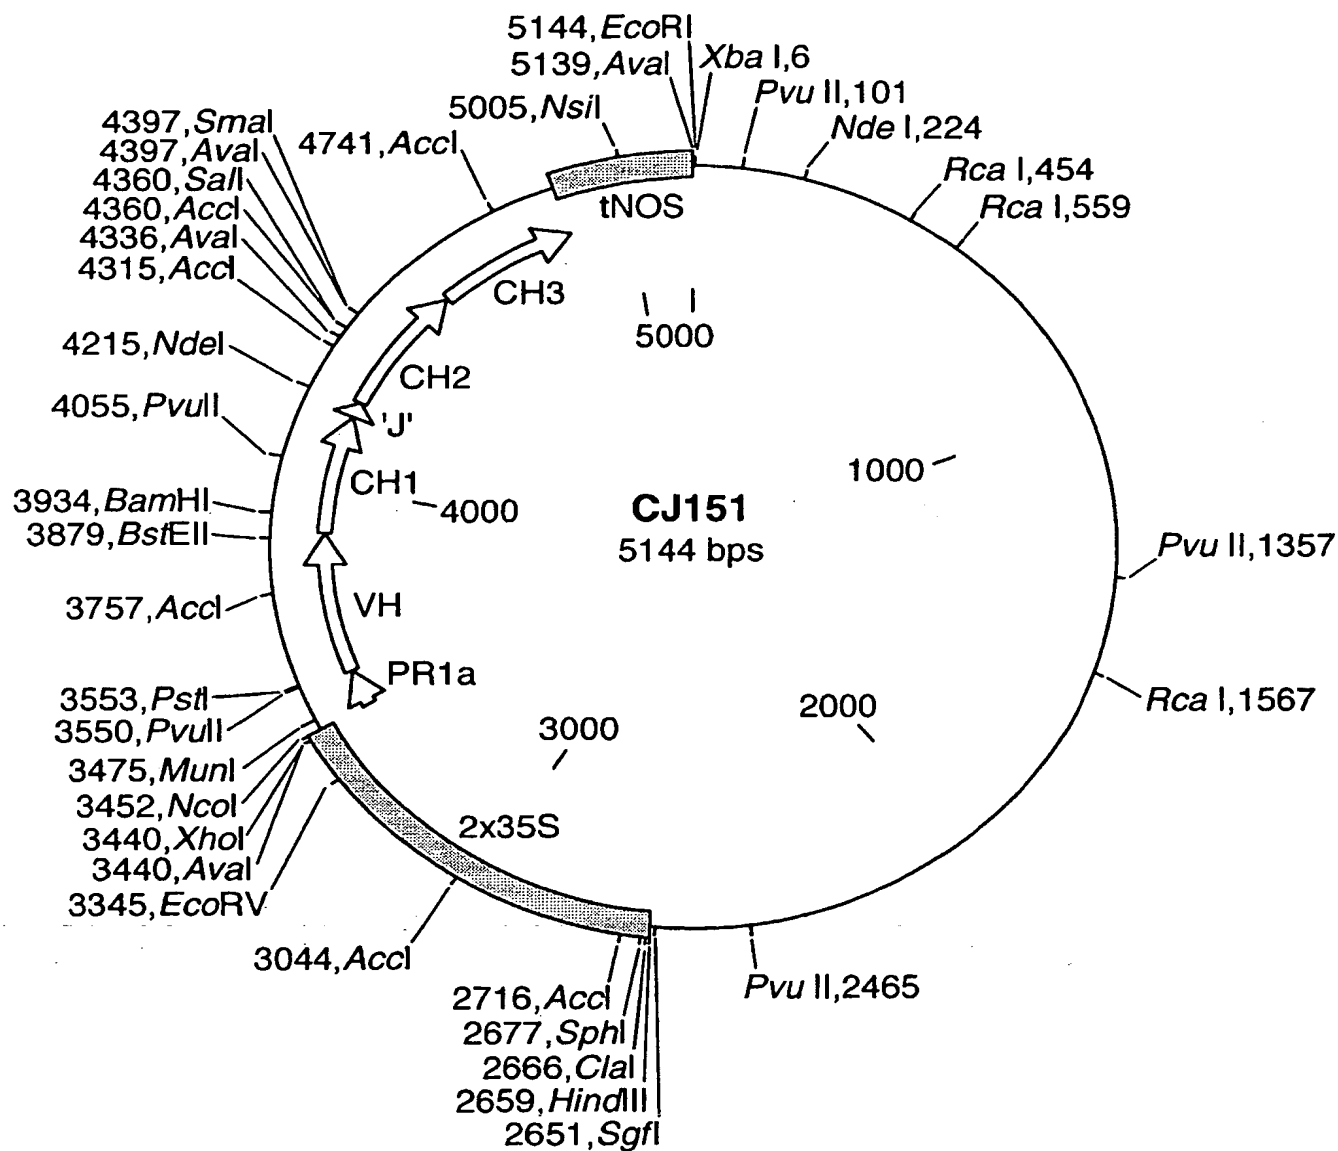 5144,EcoRI
5139,AvaI
XbaI,6
5005,NsiI
PvuII,101
NdeI,224
4397,SmaI
4397,AvaI
4741,AccI
4360,SalI
4360,AccI
4336,AvaI
4315,AccI
RcaI,454
RcaI,559
tNOS
CH3
5000
4215,NdeI
CH2
4055,PvuII
'J'
1000
CH1
4000
3934,BamHI
3879,BstEII
CJ151
5144 bps
PvuII,1357
3757,AccI
VH
PR1a
3553,PstI
3550,PvuII
RcaI,1567
2000
3000
3475,MunI
3452,NcoI
3440,XhoI
3440,AvaI
3345,EcoRV
2x35S
3044,AccI
PvuII,2465
2716,AccI
2677,SphI
2666,ClaI
2659,HindIII
2651,SgfI